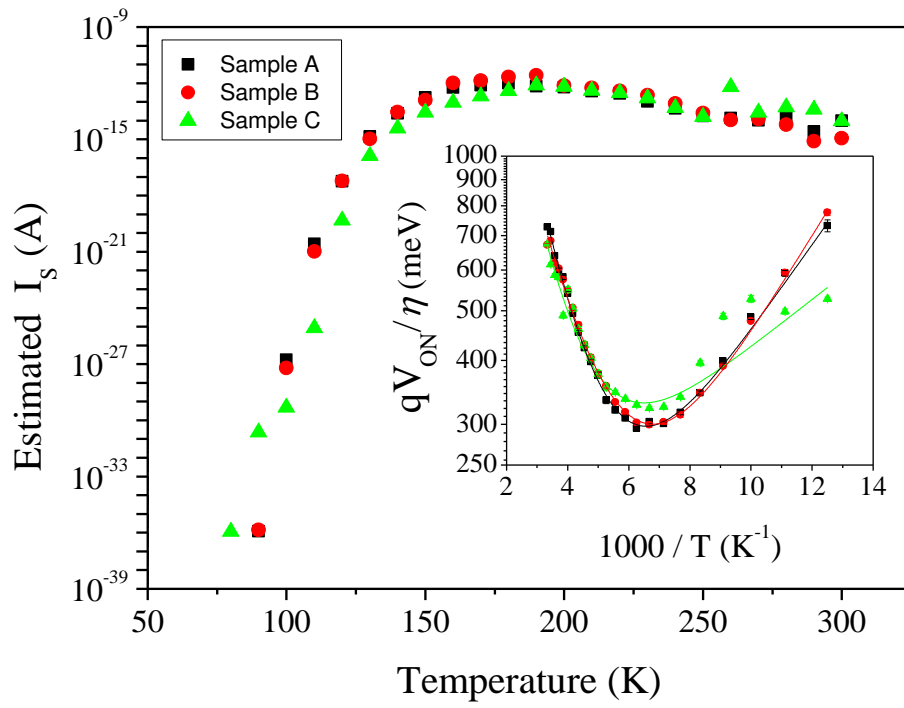 10^-9
10^-15
10^-21
10^-27
10^-33
10^-39
Estimated I_S (A)
Sample A
Sample B
Sample C
1000
900
800
700
600
500
400
300
250
qV_ON/η (meV)
2 4 6 8 10 12 14
1000 / T (K^-1)
50 100 150 200 250 300
Temperature (K)